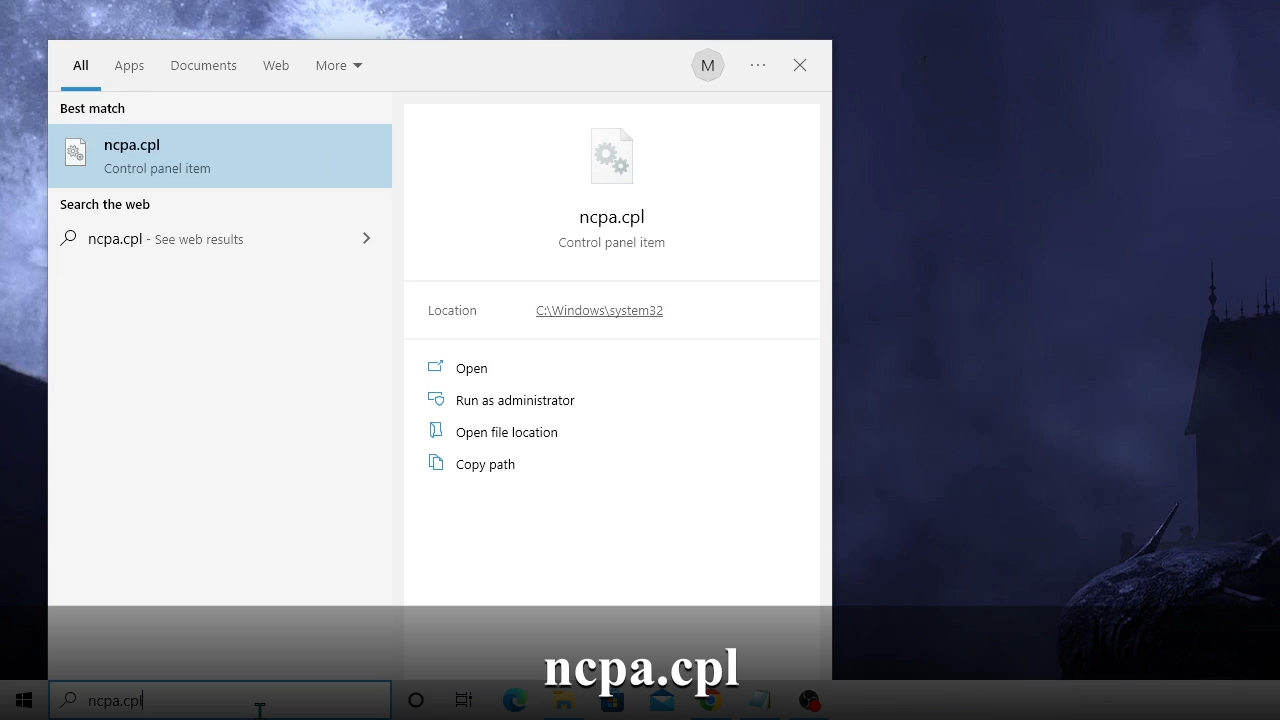 All
Apps
Documents
Web
More
M
Best match
ncpa.cpl
Control panel item
Search the web
ncpa.cpl - See web results
ncpa.cpl
Control panel item
Location
C:\Windows\system32
Open
Run as administrator
Open file location
Copy path
ncpa.cpl
ncpa.cpl